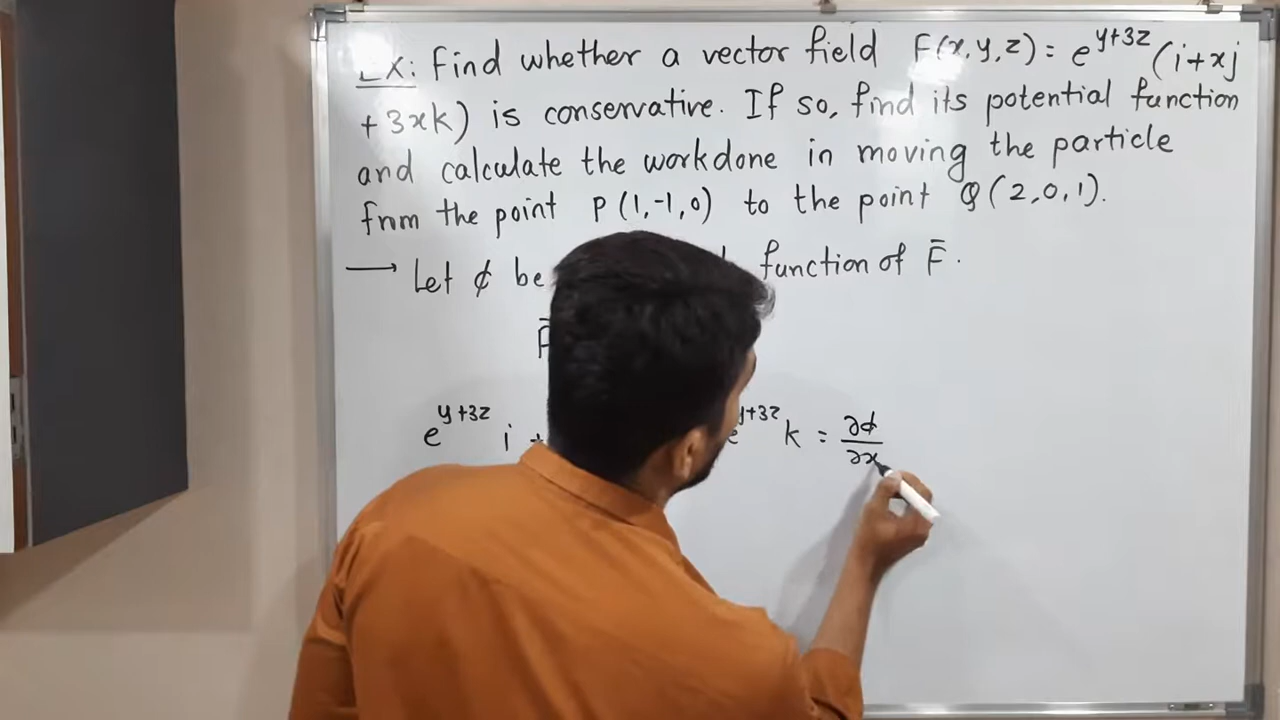 EX: Find whether a vector field F(x,y,z) = e^{y+3z} (i+xj
+3xk) is conservative. If so, find its potential function
and calculate the workdone in moving the particle
from the point P(1,-1,0) to the point Q(2,0,1).
→ Let ϕ be function of F̄.
F̄
e^{y+3z} i + e^{y+3z} k = ∂ϕ/∂x